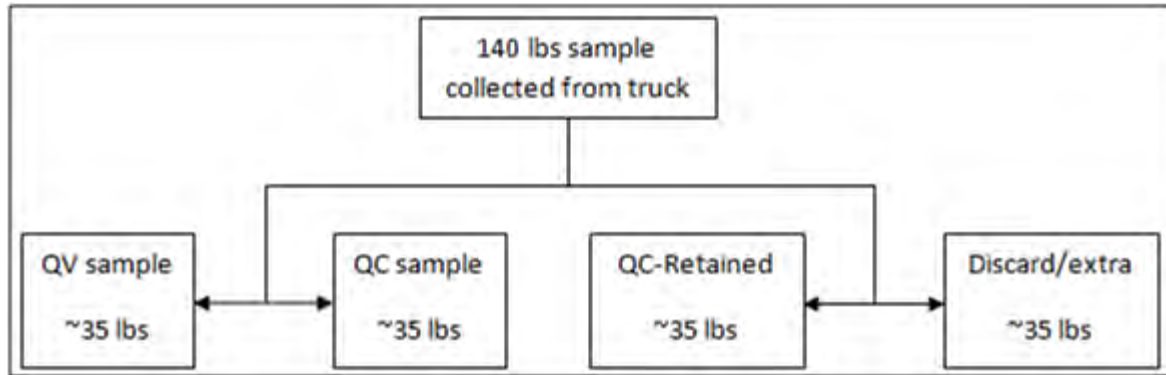 140 lbs sample
collected from truck
QV sample
~35 lbs
QC sample
~35 lbs
QC-Retained
~35 lbs
Discard/extra
~35 lbs